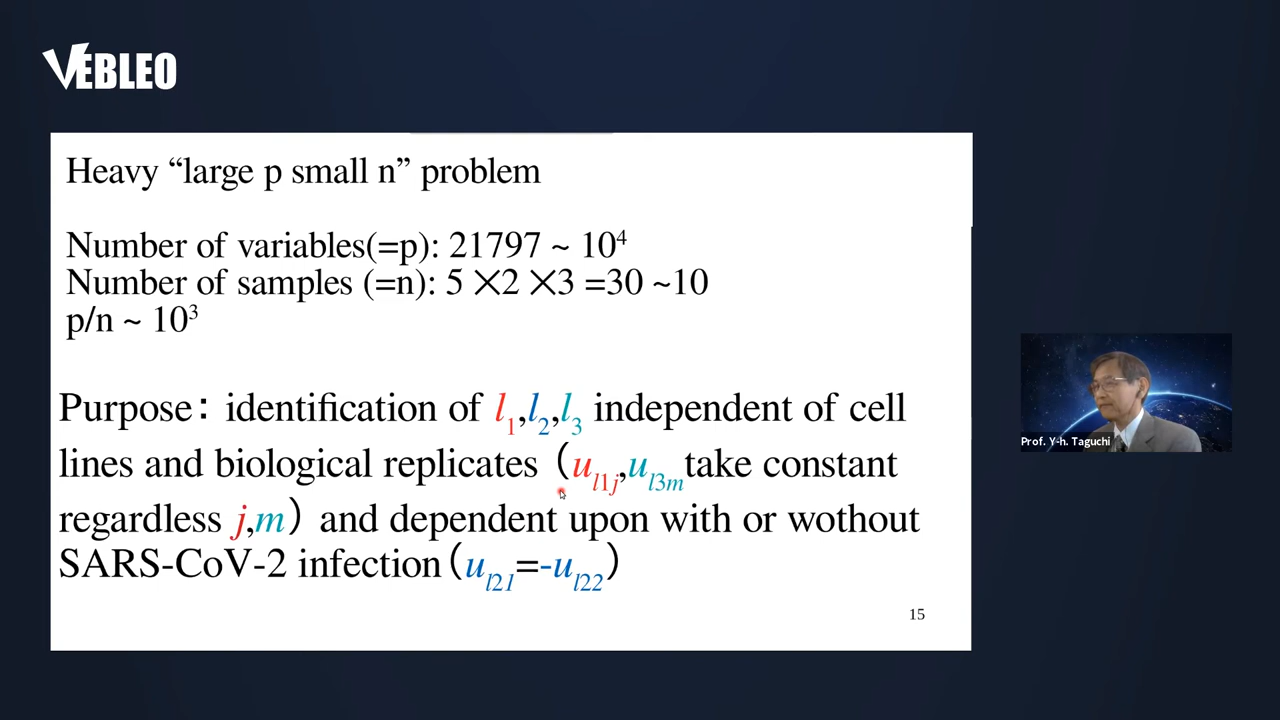 VEBLEO
Heavy “large p small n” problem
Number of variables(=p): 21797 ~ 10⁴
Number of samples (=n): 5 ×2 ×3 =30 ~10
p/n ~ 10³
Purpose: identification of l₁,l₂,l₃ independent of cell
lines and biological replicates (u_l1j,u_l3m take constant
regardless j,m) and dependent upon with or wothout
SARS-CoV-2 infection(u_l21=-u_l22)
15
Prof. Y-h. Taguchi